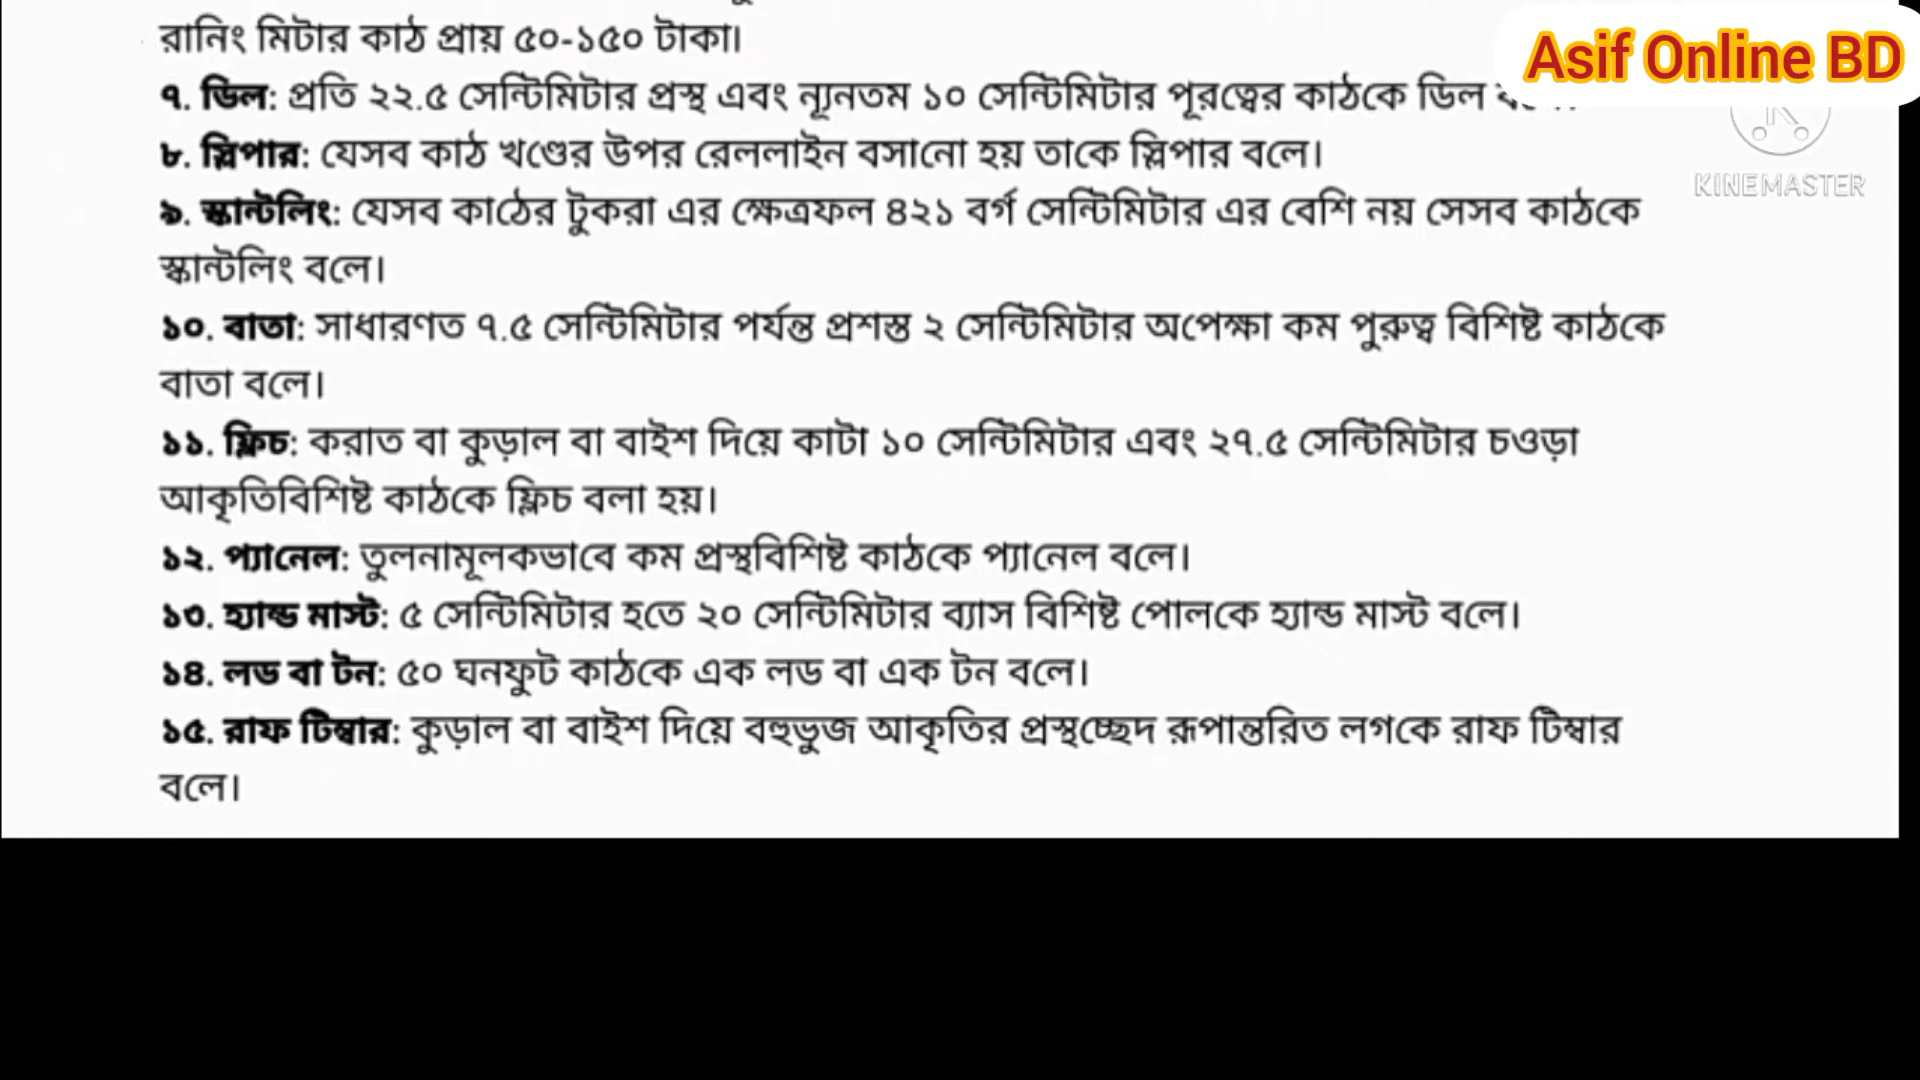 রানিং মিটার কাঠ প্রায় ৫০-১৫০ টাকা।
Asif Online BD
৭. ডিল: প্রতি ২২.৫ সেন্টিমিটার প্রস্থ এবং ন্যূনতম ১০ সেন্টিমিটার পূরত্বের কাঠকে ডিল
৮. স্লিপার: যেসব কাঠ খণ্ডের উপর রেললাইন বসানো হয় তাকে স্লিপার বলে।
KINEMASTER
৯. স্কান্টলিং: যেসব কাঠের টুকরা এর ক্ষেত্রফল ৪২১ বর্গ সেন্টিমিটার এর বেশি নয় সেসব কাঠকে
স্কান্টলিং বলে।
১০. বাতা: সাধারণত ৭.৫ সেন্টিমিটার পর্যন্ত প্রশস্ত ২ সেন্টিমিটার অপেক্ষা কম পুরুত্ব বিশিষ্ট কাঠকে
বাতা বলে।
১১. ফ্লিচ: করাত বা কুড়াল বা বাইশ দিয়ে কাটা ১০ সেন্টিমিটার এবং ২৭.৫ সেন্টিমিটার চওড়া
আকৃতিবিশিষ্ট কাঠকে ফ্লিচ বলা হয়।
১২. প্যানেল: তুলনামূলকভাবে কম প্রস্থবিশিষ্ট কাঠকে প্যানেল বলে।
১৩. হ্যান্ড মাস্ট: ৫ সেন্টিমিটার হতে ২০ সেন্টিমিটার ব্যাস বিশিষ্ট পোলকে হ্যান্ড মাস্ট বলে।
১৪. লড বা টন: ৫০ ঘনফুট কাঠকে এক লড বা এক টন বলে।
১৫. রাফ টিম্বার: কুড়াল বা বাইশ দিয়ে বহুভুজ আকৃতির প্রস্থচ্ছেদ রূপান্তরিত লগকে রাফ টিম্বার
বলে।